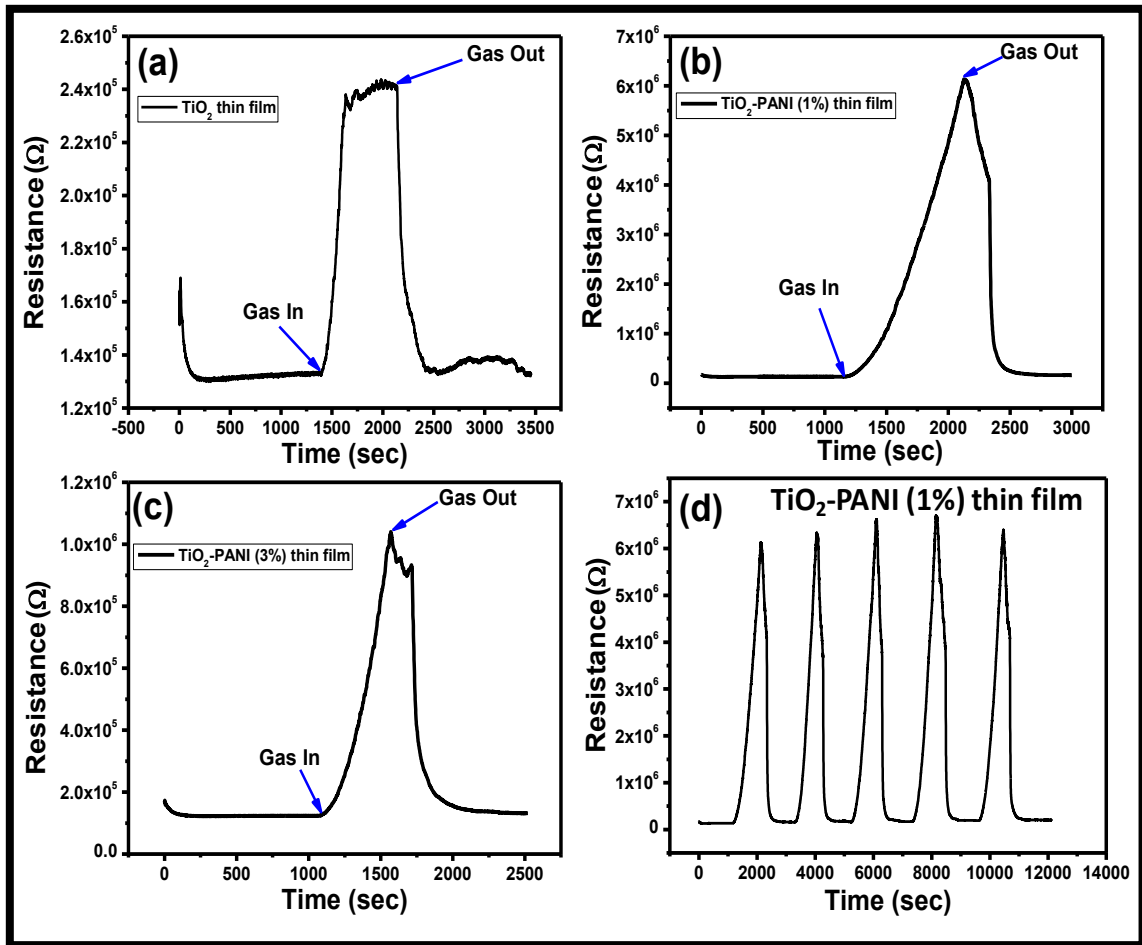 (a)
Gas Out
TiO₂ thin film
Gas In
2.6x10⁵
2.4x10⁵
2.2x10⁵
2.0x10⁵
1.8x10⁵
1.6x10⁵
1.4x10⁵
1.2x10⁵
Resistance (Ω)
-500 0 500 1000 1500 2000 2500 3000 3500
Time (sec)
(b)
Gas Out
TiO₂-PANI (1%) thin film
Gas In
7x10⁶
6x10⁶
5x10⁶
4x10⁶
3x10⁶
2x10⁶
1x10⁶
0
Resistance (Ω)
0 500 1000 1500 2000 2500 3000
Time (sec)
(c)
Gas Out
TiO₂-PANI (3%) thin film
Gas In
1.2x10⁶
1.0x10⁶
8.0x10⁵
6.0x10⁵
4.0x10⁵
2.0x10⁵
0.0
Resistance (Ω)
0 500 1000 1500 2000 2500
Time (sec)
(d) TiO₂-PANI (1%) thin film
7x10⁶
6x10⁶
5x10⁶
4x10⁶
3x10⁶
2x10⁶
1x10⁶
0
Resistance (Ω)
0 2000 4000 6000 8000 10000 12000 14000
Time (sec)